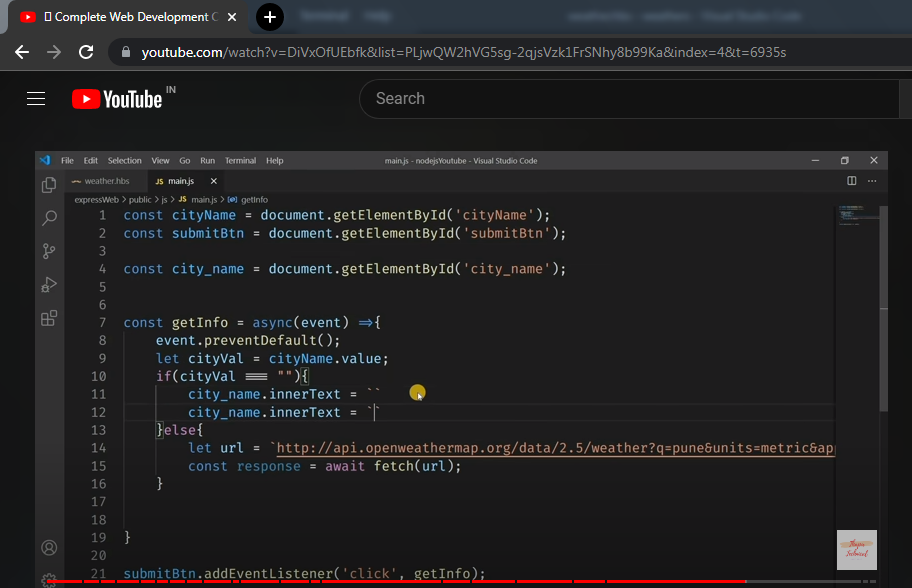 Complete Web Development C
youtube.com/watch?v=DiVxOfUEbfk&list=PLjwQW2hVG5sg-2qjsVzk1FrSNhy8b99Ka&index=4&t=6935s
YouTube IN
Search
File Edit Selection View Go Run Terminal Help main.js - nodejsYoutube - Visual Studio Code
weather.hbs JS main.js
expressWeb > public > js > JS main.js > getInfo
1 const cityName = document.getElementById('cityName');
2 const submitBtn = document.getElementById('submitBtn');
3
4 const city_name = document.getElementById('city_name');
5
6
7 const getInfo = async(event) =>{
8 event.preventDefault();
9 let cityVal = cityName.value;
10 if(cityVal === ""){
11 city_name.innerText = ``
12 city_name.innerText = ``
13 }else{
14 let url = `http://api.openweathermap.org/data/2.5/weather?q=pune&units=metric&ap
15 const response = await fetch(url);
16 }
17
18
19 }
20
21 submitBtn.addEventListener('click', getInfo);